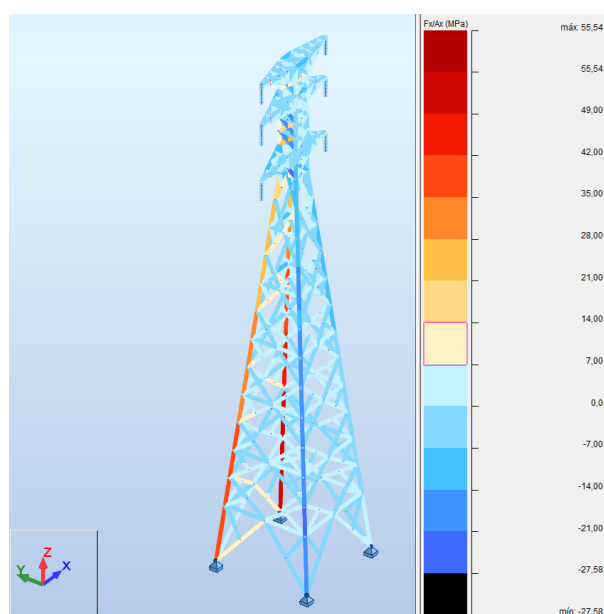 Fx/Ax (MPa)
máx: 55,54
55,54
49,00
42,00
35,00
28,00
21,00
14,00
7,00
0,0
-7,00
-14,00
-21,00
-27,58
mín: -27,58
Z
Y
X